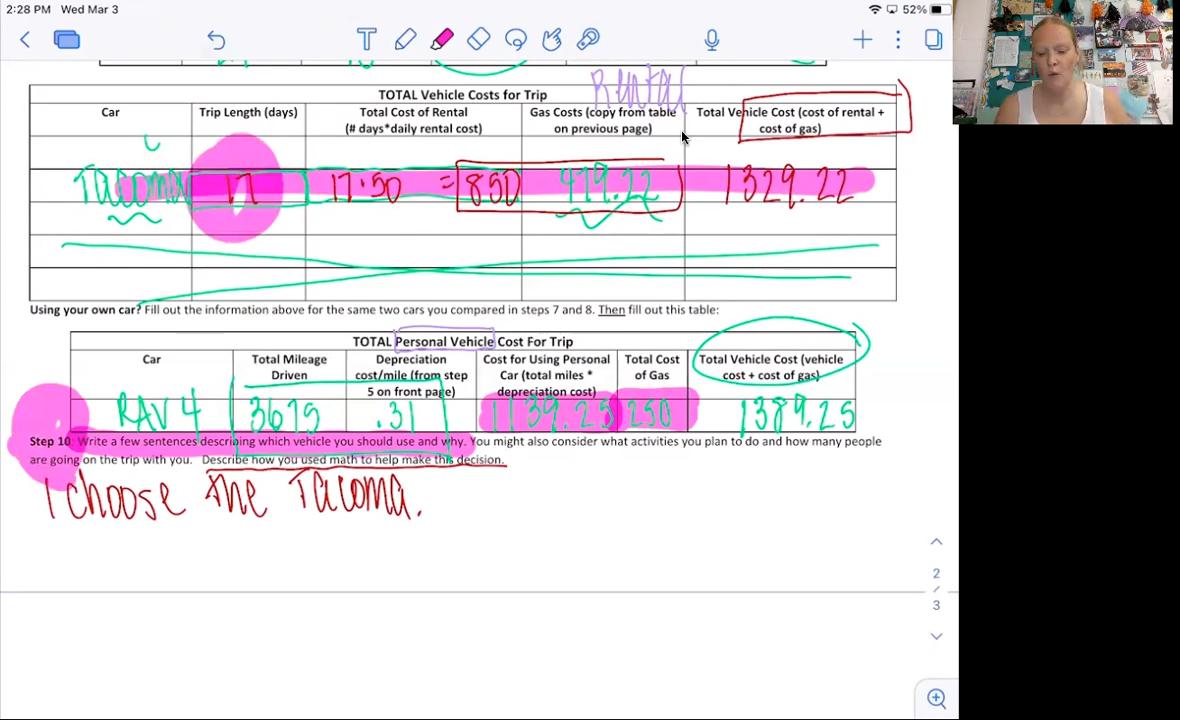 2:28 PM Wed Mar 3
52%
Rental
TOTAL Vehicle Costs for Trip
Car
Trip Length (days)
Total Cost of Rental
(# days*daily rental cost)
Gas Costs (copy from table
on previous page)
Total Vehicle Cost (cost of rental +
cost of gas)
Tacoma 17 17·50 =850 479.22 1329.22
Using your own car? Fill out the information above for the same two cars you compared in steps 7 and 8. Then fill out this table:
TOTAL Personal Vehicle Cost For Trip
Car
Total Mileage
Driven
Depreciation
cost/mile (from step
5 on front page)
Cost for Using Personal
Car (total miles *
depreciation cost)
Total Cost
of Gas
Total Vehicle Cost (vehicle
cost + cost of gas)
RAV 4 3675 .31 1139.25 250 1389.25
Step 10: Write a few sentences describing which vehicle you should use and why. You might also consider what activities you plan to do and how many people
are going on the trip with you. Describe how you used math to help make this decision.
I choose the Tacoma.
2
/
3